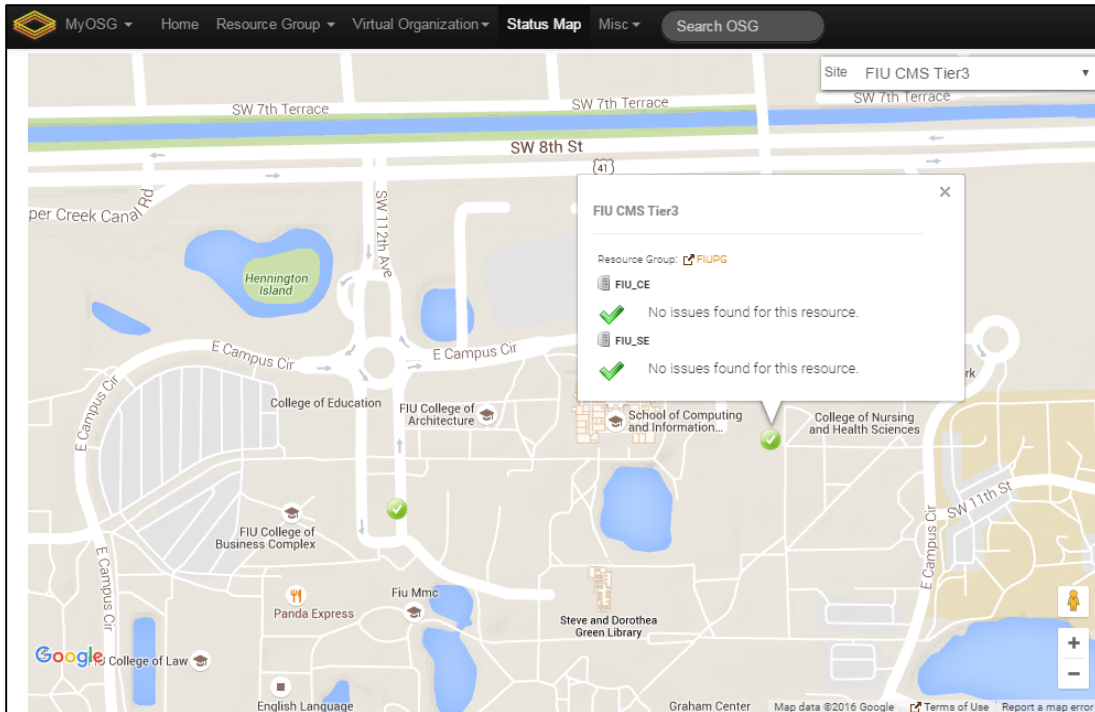 MyOSG Home Resource Group Virtual Organization Status Map Misc Search OSG
Site FIU CMS Tier3
SW 7th Terrace
SW 7th Terrace
SW 7th Terrace
SW 8th St
41
per Creek Canal Rd
SW 112th Ave
Hennington
Island
E Campus Cir
E Campus Cir
E Campus Cir
FIU CMS Tier3
Resource Group: FIUPG
FIU_CE
No issues found for this resource.
FIU_SE
No issues found for this resource.
rk
College of Education
FIU College of
Architecture
School of Computing
and Information...
College of Nursing
and Health Sciences
SW 11th St
E Campus Cir
FIU College of
Business Complex
E Campus Cir
Panda Express
Fiu Mmc
Steve and Dorothea
Green Library
Google
College of Law
English Language
Graham Center
+
−
Map data ©2016 Google Terms of Use Report a map error